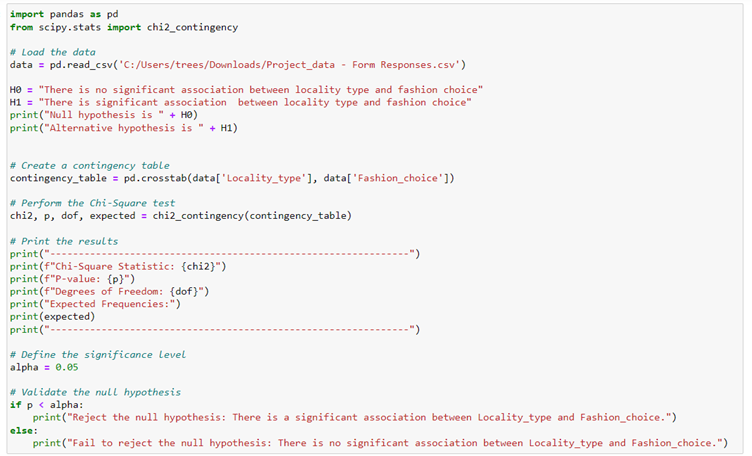 import pandas as pd
from scipy.stats import chi2_contingency
# Load the data
data = pd.read_csv('C:/Users/trees/Downloads/Project_data - Form Responses.csv')
H0 = "There is no significant association between locality type and fashion choice"
H1 = "There is significant association  between locality type and fashion choice"
print("Null hypothesis is " + H0)
print("Alternative hypothesis is " + H1)
# Create a contingency table
contingency_table = pd.crosstab(data['Locality_type'], data['Fashion_choice'])
# Perform the Chi-Square test
chi2, p, dof, expected = chi2_contingency(contingency_table)
# Print the results
print("---------------------------------------------------------------")
print(f"Chi-Square Statistic: {chi2}")
print(f"P-value: {p}")
print(f"Degrees of Freedom: {dof}")
print("Expected Frequencies:")
print(expected)
print("---------------------------------------------------------------")
# Define the significance level
alpha = 0.05
# Validate the null hypothesis
if p < alpha:
    print("Reject the null hypothesis: There is a significant association between Locality_type and Fashion_choice.")
else:
    print("Fail to reject the null hypothesis: There is no significant association between Locality_type and Fashion_choice.")